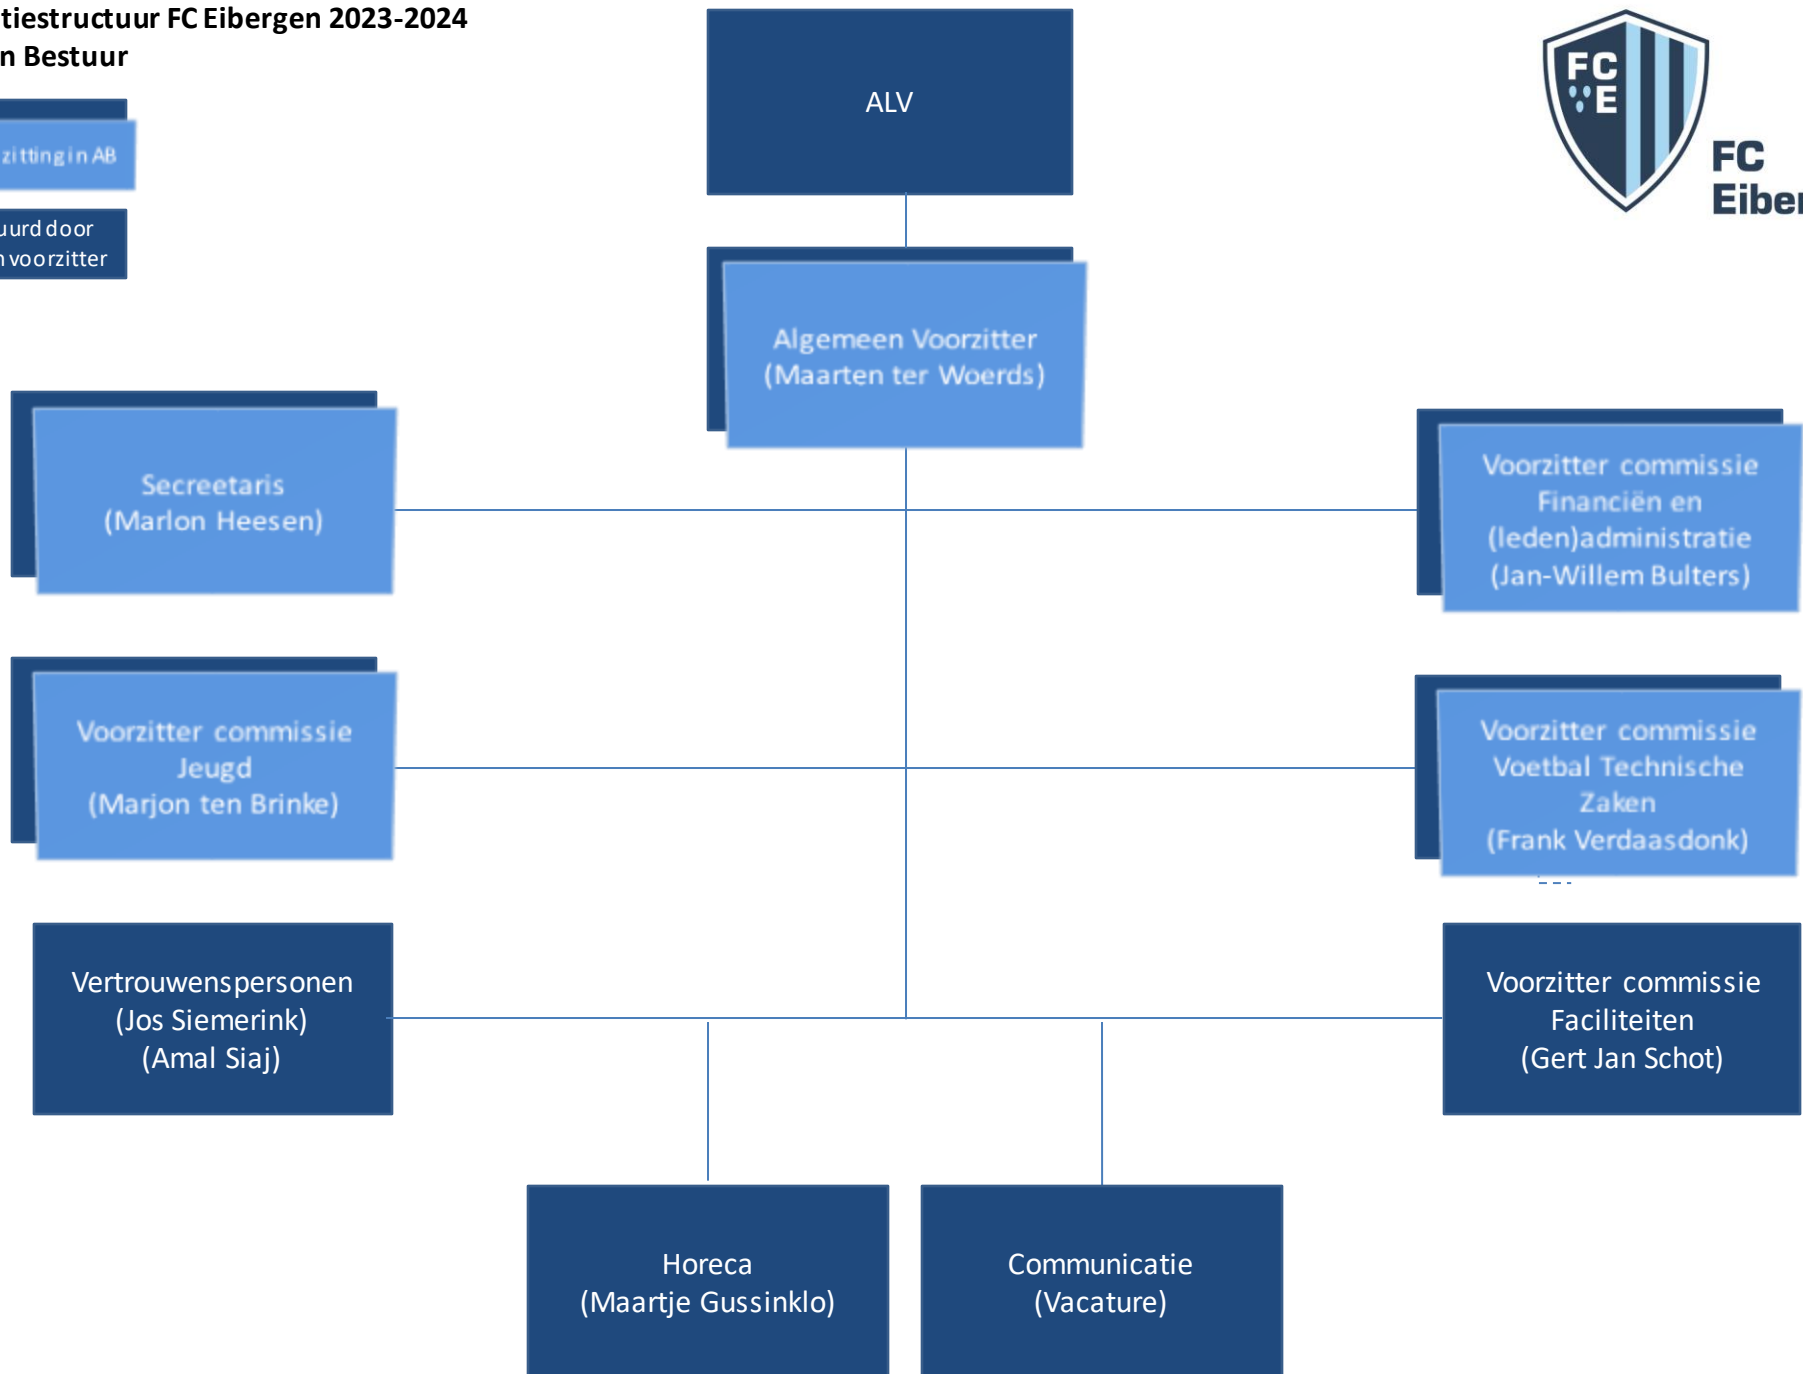 tiestructuur FC Eibergen 2023-2024
n Bestuur
zitting in AB
uurd door
n voorzitter
ALV
FC
E
FC
Eiber
Algemeen Voorzitter
(Maarten ter Woerds)
Secreetaris
(Marlon Heesen)
Voorzitter commissie
Financiën en
(leden)administratie
(Jan-Willem Bulters)
Voorzitter commissie
Jeugd
(Marjon ten Brinke)
Voorzitter commissie
Voetbal Technische
Zaken
(Frank Verdaasdonk)
Vertrouwenspersonen
(Jos Siemerink)
(Amal Siaj)
Voorzitter commissie
Faciliteiten
(Gert Jan Schot)
Horeca
(Maartje Gussinklo)
Communicatie
(Vacature)